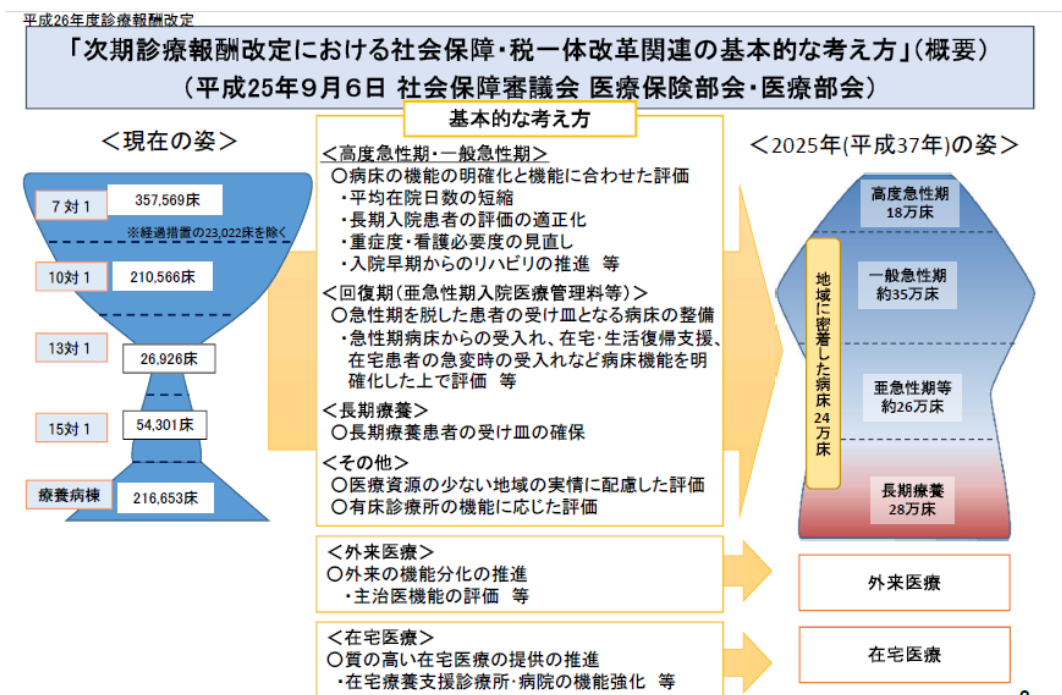 平成26年度診療報酬改定
「次期診療報酬改定における社会保障・税一体改革関連の基本的な考え方」(概要)
(平成25年9月6日 社会保障審議会 医療保険部会・医療部会)
<現在の姿>
7対1
357,569床
※経過措置の23,022床を除く
10対1
210,566床
13対1
26,926床
15対1
54,301床
療養病棟
216,653床
基本的な考え方
<高度急性期・一般急性期>
○病床の機能の明確化と機能に合わせた評価
・平均在院日数の短縮
・長期入院患者の評価の適正化
・重症度・看護必要度の見直し
・入院早期からのリハビリの推進 等
<回復期(亜急性期入院医療管理料等)>
○急性期を脱した患者の受け皿となる病床の整備
・急性期病床からの受入れ、在宅・生活復帰支援、
在宅患者の急変時の受入れなど病床機能を明
確化した上で評価 等
<長期療養>
○長期療養患者の受け皿の確保
<その他>
○医療資源の少ない地域の実情に配慮した評価
○有床診療所の機能に応じた評価
<外来医療>
○外来の機能分化の推進
・主治医機能の評価 等
<在宅医療>
○質の高い在宅医療の提供の推進
・在宅療養支援診療所・病院の機能強化 等
<2025年(平成37年)の姿>
高度急性期
18万床
一般急性期
約35万床
亜急性期等
約26万床
長期療養
28万床
地域に密着した病床24万床
外来医療
在宅医療